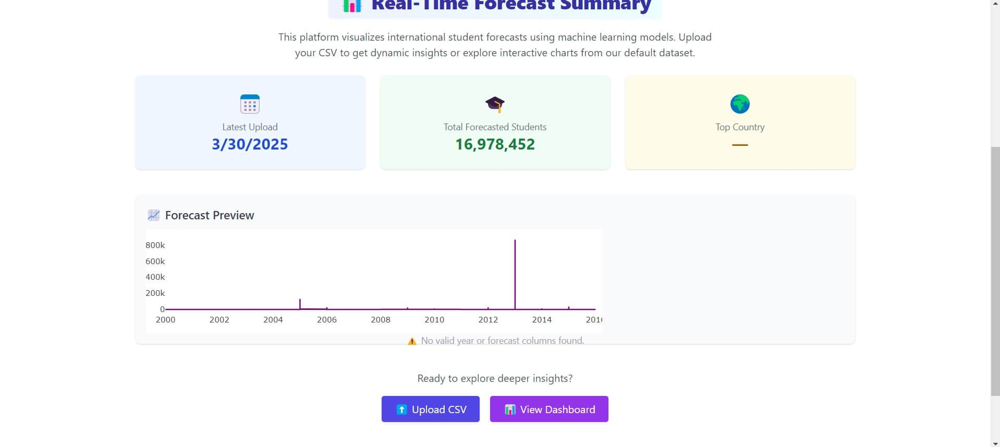 Real-Time Forecast Summary
This platform visualizes international student forecasts using machine learning models. Upload
your CSV to get dynamic insights or explore interactive charts from our default dataset.
Latest Upload
3/30/2025
Total Forecasted Students
16,978,452
Top Country
—
Forecast Preview
800k
600k
400k
200k
0
2000 2002 2004 2006 2008 2010 2012 2014 2016
No valid year or forecast columns found.
Ready to explore deeper insights?
Upload CSV
View Dashboard